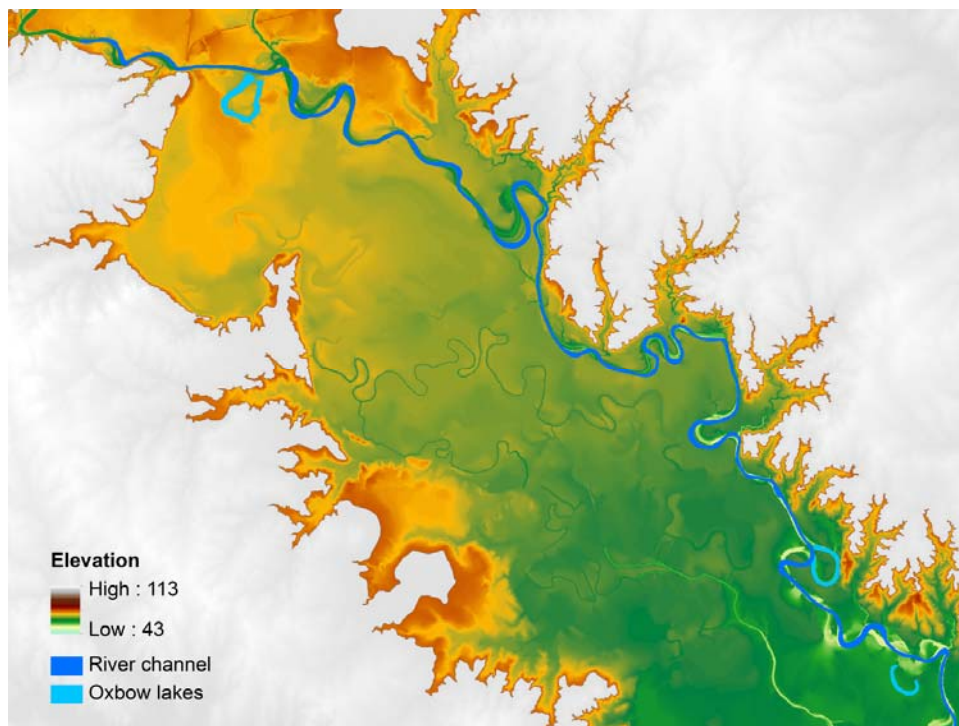 Elevation
High : 113
Low : 43
River channel
Oxbow lakes